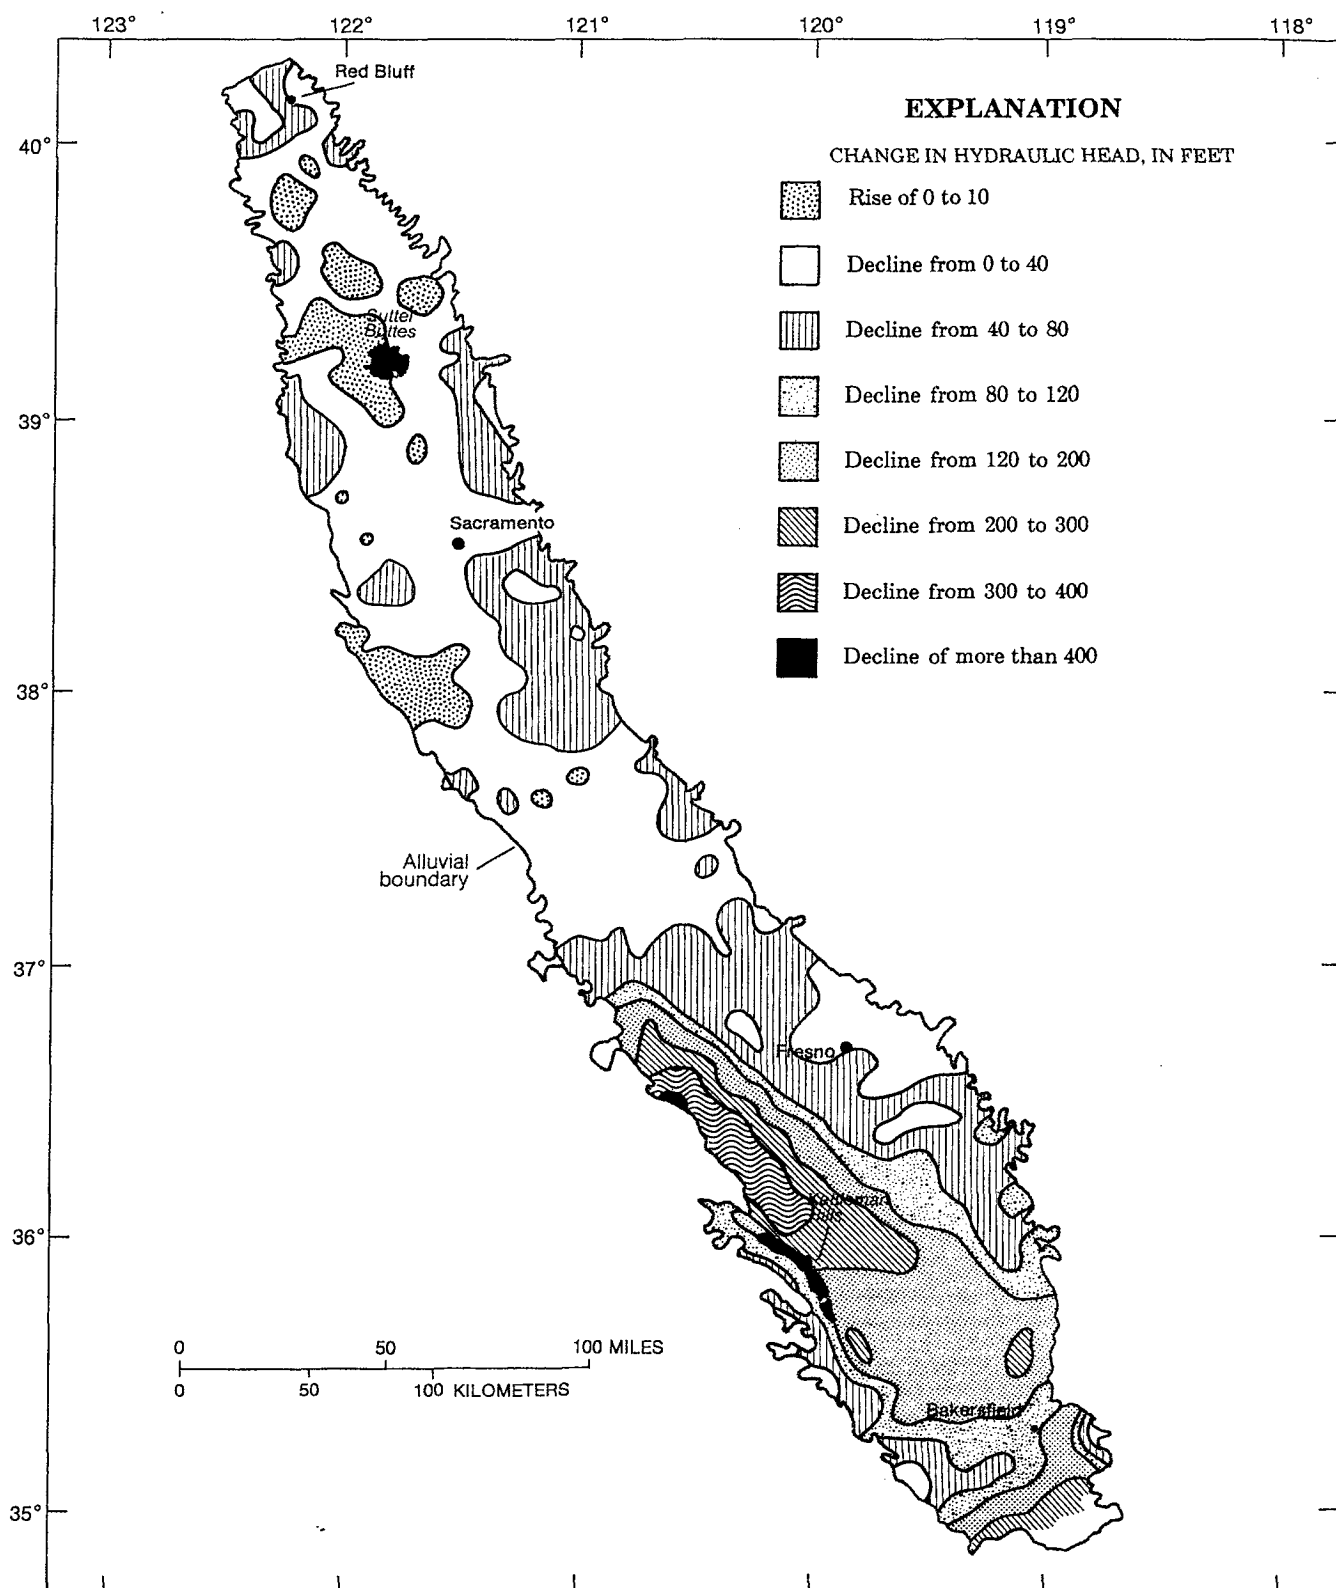 123° 122° 121° 120° 119° 118°
Red Bluff
EXPLANATION
CHANGE IN HYDRAULIC HEAD, IN FEET
40°
Rise of 0 to 10
Decline from 0 to 40
Suttel
Buttes
Decline from 40 to 80
Decline from 80 to 120
39°
Decline from 120 to 200
Sacramento
Decline from 200 to 300
Decline from 300 to 400
Decline of more than 400
38°
Alluvial
boundary
37°
Fresno
Kettleman
Hills
36°
0 50 100 MILES
0 50 100 KILOMETERS
Bakersfield
35°